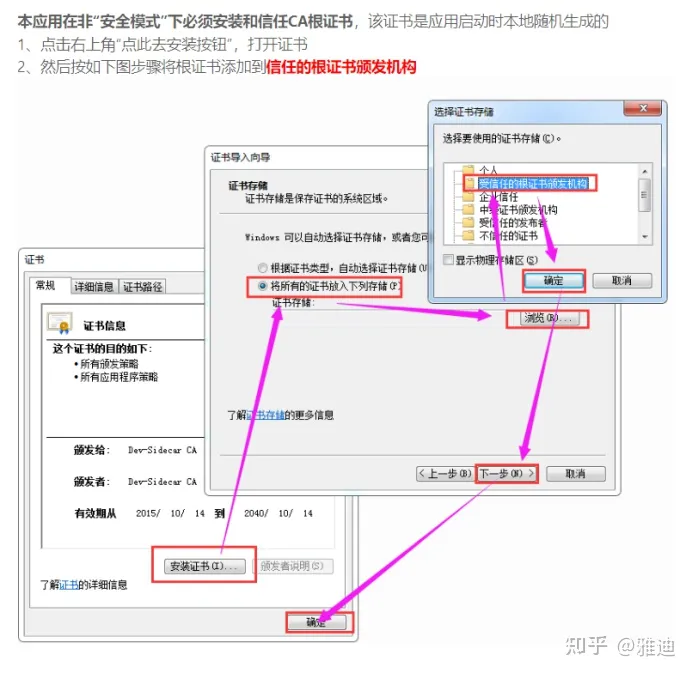 本应用在非“安全模式”下必须安装和信任CA根证书，该证书是应用启动时本地随机生成的
1、点击右上角“点此去安装按钮”，打开证书
2、然后按如下图步骤将根证书添加到信任的根证书颁发机构
选择证书存储
选择要使用的证书存储(C)。
个人
受信任的根证书颁发机构
企业信任
中级证书颁发机构
受信任的发布者
不信任的证书
显示物理存储区(S)
确定
取消
证书导入向导
证书存储
证书存储是保存证书的系统区域。
Windows 可以自动选择证书存储，或者您可
根据证书类型，自动选择证书存储(U)
将所有的证书放入下列存储(P)
证书存储:
浏览(R)...
了解证书存储的更多信息
< 上一步(B)
下一步(N) >
取消
证书
常规
详细信息
证书路径
证书信息
这个证书的目的如下:
•所有颁发策略
•所有应用程序策略
颁发给: Dev-Sidecar CA
颁发者: Dev-Sidecar CA
有效期从 2015/ 10/ 14 到 2040/ 10/ 14
安装证书(I)...
颁发者说明(S)
了解证书的详细信息
确定
知乎 @雅迪